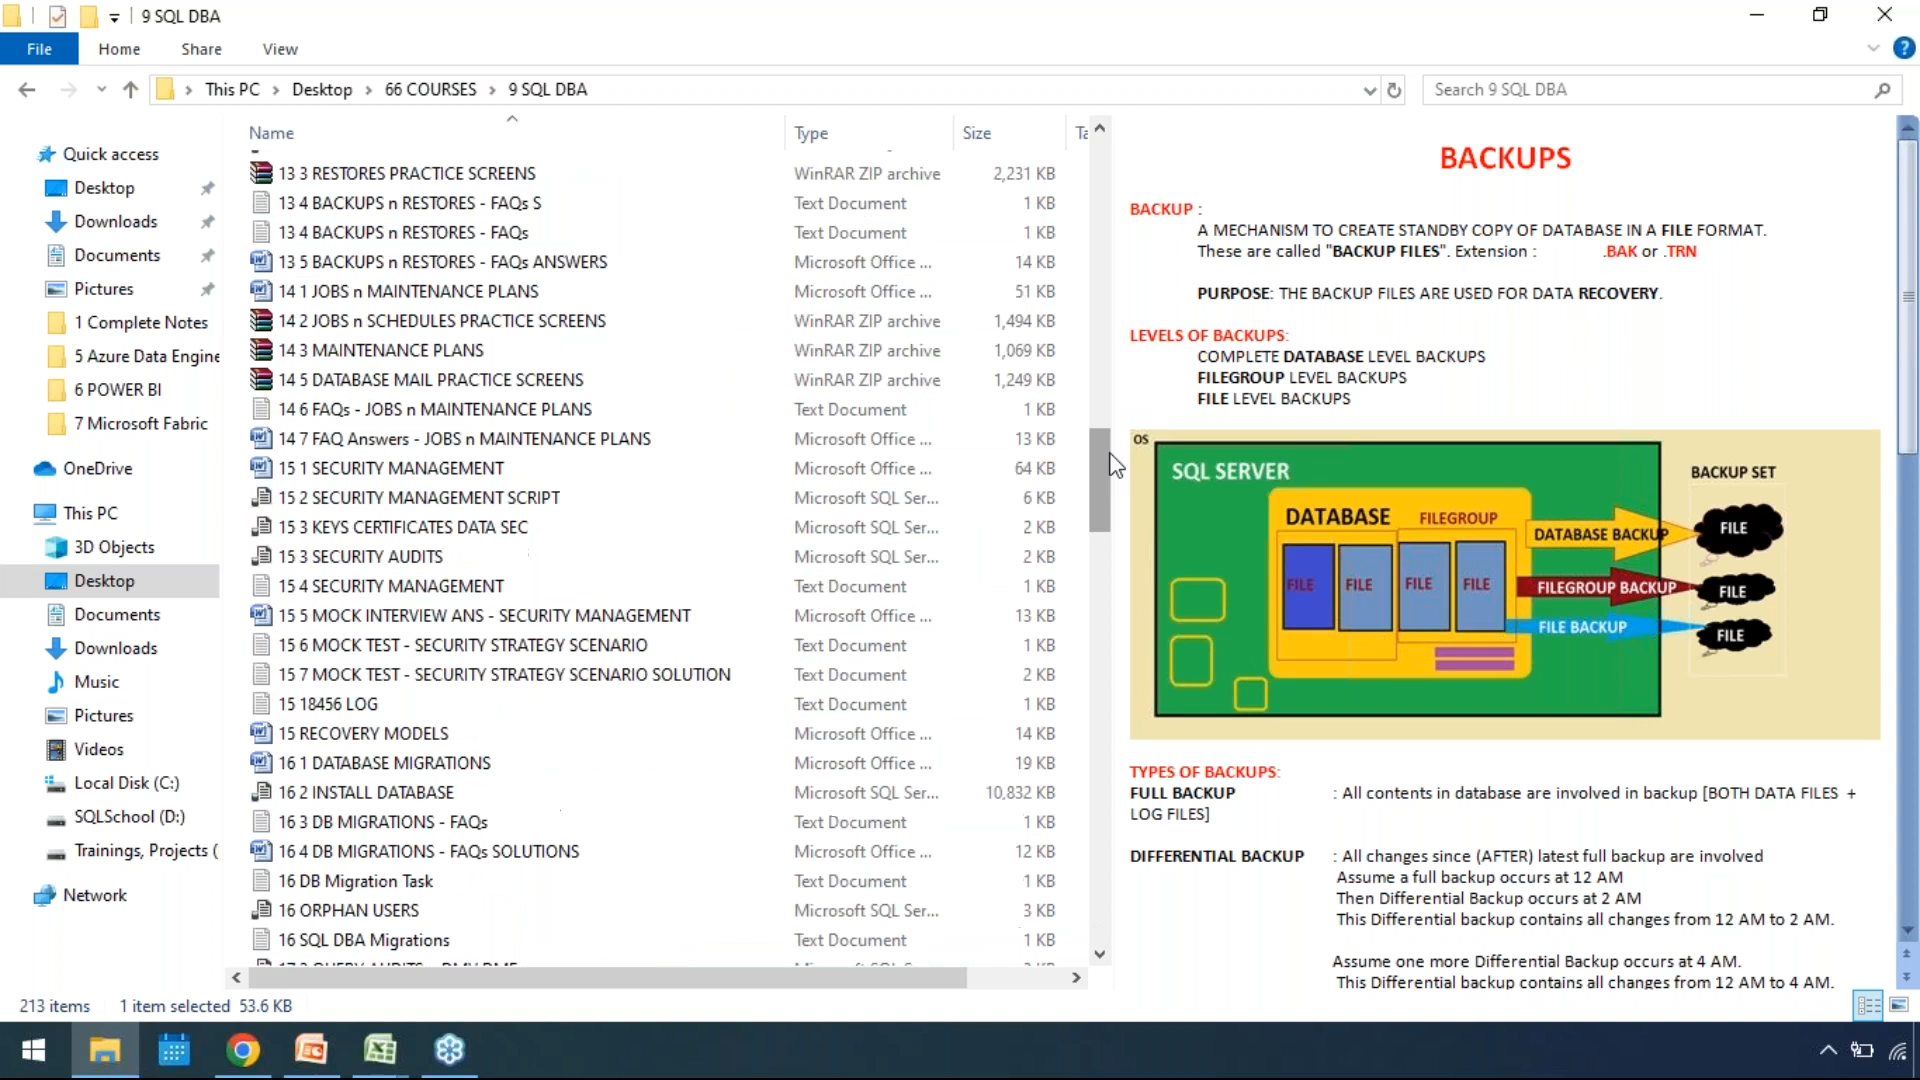 9 SQL DBA
File Home Share View
This PC Desktop 66 COURSES 9 SQL DBA
Search 9 SQL DBA
Quick access
Desktop
Downloads
Documents
Pictures
1 Complete Notes
5 Azure Data Engine
6 POWER BI
7 Microsoft Fabric
OneDrive
This PC
3D Objects
Desktop
Documents
Downloads
Music
Pictures
Videos
Local Disk (C:)
SQLSchool (D:)
Trainings, Projects (
Network
Name Type Size Ta
13 3 RESTORES PRACTICE SCREENS WinRAR ZIP archive 2,231 KB
13 4 BACKUPS n RESTORES - FAQs S Text Document 1 KB
13 4 BACKUPS n RESTORES - FAQs Text Document 1 KB
13 5 BACKUPS n RESTORES - FAQs ANSWERS Microsoft Office ... 14 KB
14 1 JOBS n MAINTENANCE PLANS Microsoft Office ... 51 KB
14 2 JOBS n SCHEDULES PRACTICE SCREENS WinRAR ZIP archive 1,494 KB
14 3 MAINTENANCE PLANS WinRAR ZIP archive 1,069 KB
14 5 DATABASE MAIL PRACTICE SCREENS WinRAR ZIP archive 1,249 KB
14 6 FAQs - JOBS n MAINTENANCE PLANS Text Document 1 KB
14 7 FAQ Answers - JOBS n MAINTENANCE PLANS Microsoft Office ... 13 KB
15 1 SECURITY MANAGEMENT Microsoft Office ... 64 KB
15 2 SECURITY MANAGEMENT SCRIPT Microsoft SQL Ser... 6 KB
15 3 KEYS CERTIFICATES DATA SEC Microsoft SQL Ser... 2 KB
15 3 SECURITY AUDITS Microsoft SQL Ser... 2 KB
15 4 SECURITY MANAGEMENT Text Document 1 KB
15 5 MOCK INTERVIEW ANS - SECURITY MANAGEMENT Microsoft Office ... 13 KB
15 6 MOCK TEST - SECURITY STRATEGY SCENARIO Text Document 1 KB
15 7 MOCK TEST - SECURITY STRATEGY SCENARIO SOLUTION Text Document 2 KB
15 18456 LOG Text Document 1 KB
15 RECOVERY MODELS Microsoft Office ... 14 KB
16 1 DATABASE MIGRATIONS Microsoft Office ... 19 KB
16 2 INSTALL DATABASE Microsoft SQL Ser... 10,832 KB
16 3 DB MIGRATIONS - FAQs Text Document 1 KB
16 4 DB MIGRATIONS - FAQs SOLUTIONS Microsoft Office ... 12 KB
16 DB Migration Task Text Document 1 KB
16 ORPHAN USERS Microsoft SQL Ser... 3 KB
16 SQL DBA Migrations Text Document 1 KB
BACKUPS
BACKUP :
A MECHANISM TO CREATE STANDBY COPY OF DATABASE IN A FILE FORMAT.
These are called "BACKUP FILES". Extension : .BAK or .TRN
PURPOSE: THE BACKUP FILES ARE USED FOR DATA RECOVERY.
LEVELS OF BACKUPS:
COMPLETE DATABASE LEVEL BACKUPS
FILEGROUP LEVEL BACKUPS
FILE LEVEL BACKUPS
OS
SQL SERVER
BACKUP SET
DATABASE FILEGROUP
FILE FILE FILE FILE
DATABASE BACKUP FILE
FILEGROUP BACKUP FILE
FILE BACKUP FILE
TYPES OF BACKUPS:
FULL BACKUP : All contents in database are involved in backup [BOTH DATA FILES +
LOG FILES]
DIFFERENTIAL BACKUP : All changes since (AFTER) latest full backup are involved
Assume a full backup occurs at 12 AM
Then Differential Backup occurs at 2 AM
This Differential backup contains all changes from 12 AM to 2 AM.
Assume one more Differential Backup occurs at 4 AM.
This Differential backup contains all changes from 12 AM to 4 AM.
213 items 1 item selected 53.6 KB